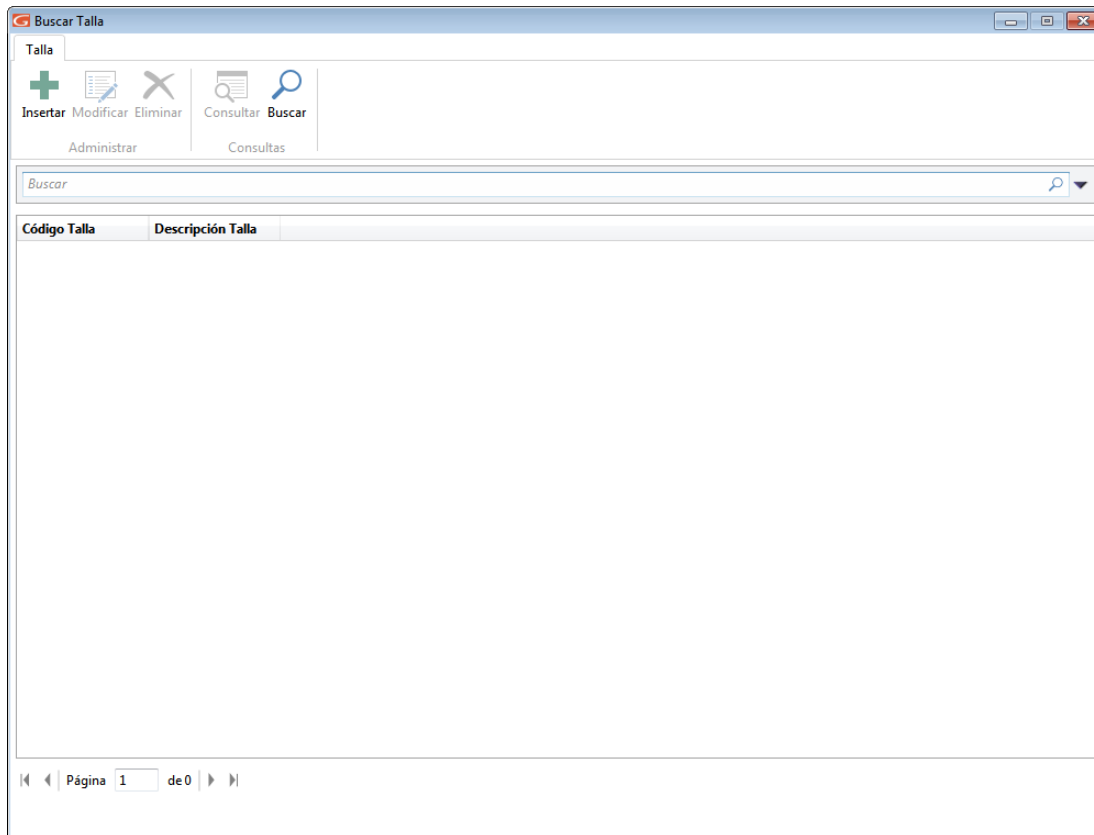 Buscar Talla
Talla
Insertar Modificar Eliminar Consultar Buscar
Administrar Consultas
Buscar
Código Talla Descripción Talla
Página 1 de 0